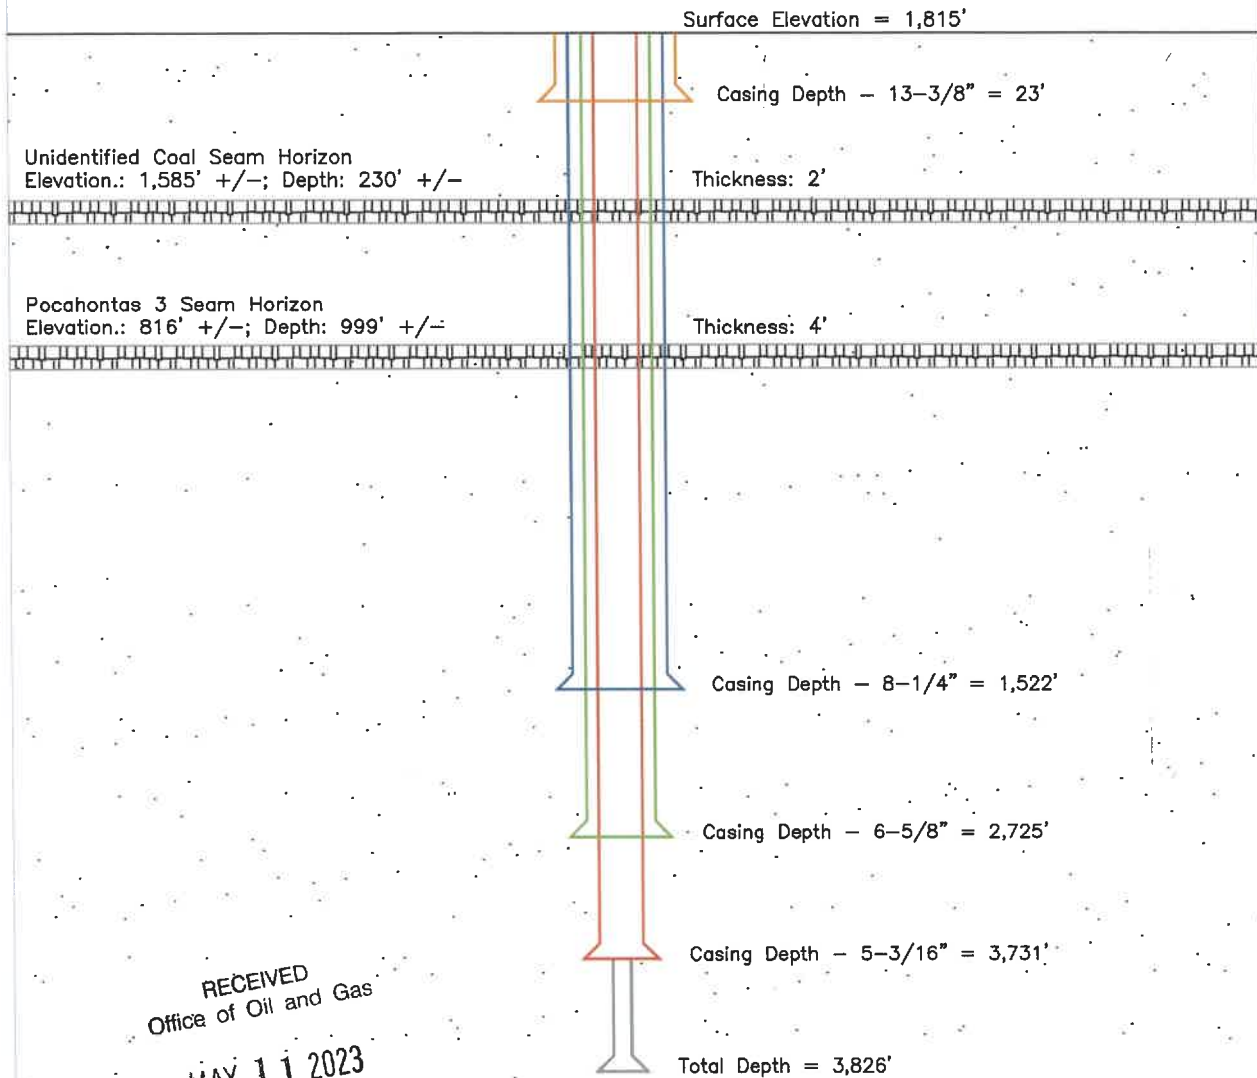 Surface Elevation = 1,815'
Casing Depth – 13–3/8" = 23'
Unidentified Coal Seam Horizon
Elevation.: 1,585' +/–; Depth: 230' +/–
Thickness: 2'
Pocahontas 3 Seam Horizon
Elevation.: 816' +/–; Depth: 999' +/–
Thickness: 4'
Casing Depth – 8–1/4" = 1,522'
Casing Depth – 6–5/8" = 2,725'
Casing Depth – 5–3/16" = 3,731'
RECEIVED
Office of Oil and Gas
MAY 11 2023
Total Depth = 3,826'